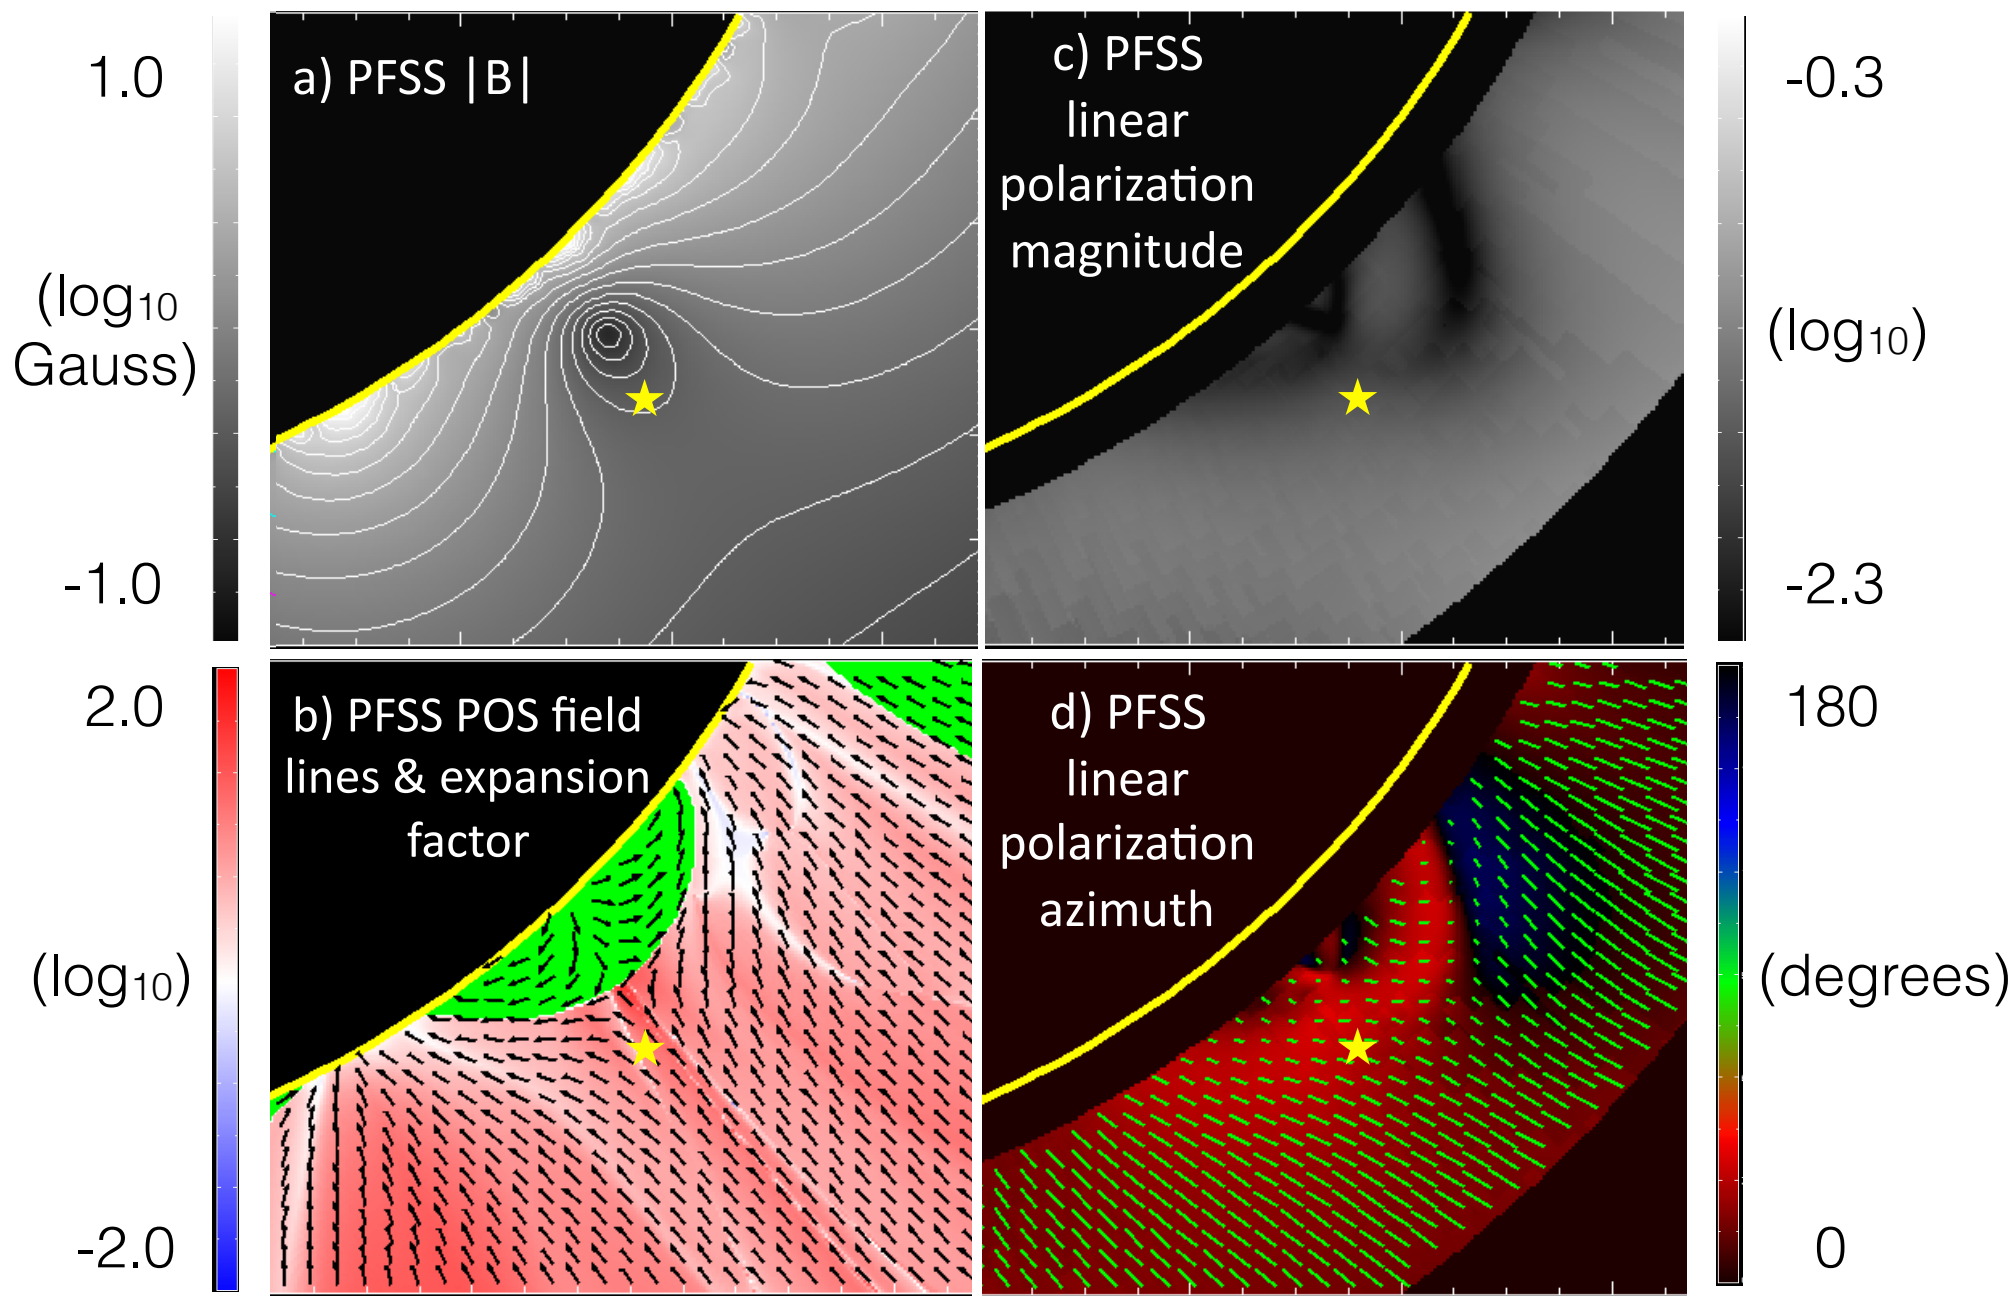 a) PFSS |B|
1.0
(log₁₀
Gauss)
-1.0
c) PFSS
linear
polarization
magnitude
-0.3
(log₁₀)
-2.3
b) PFSS POS field
lines & expansion
factor
2.0
(log₁₀)
-2.0
d) PFSS
linear
polarization
azimuth
180
(degrees)
0